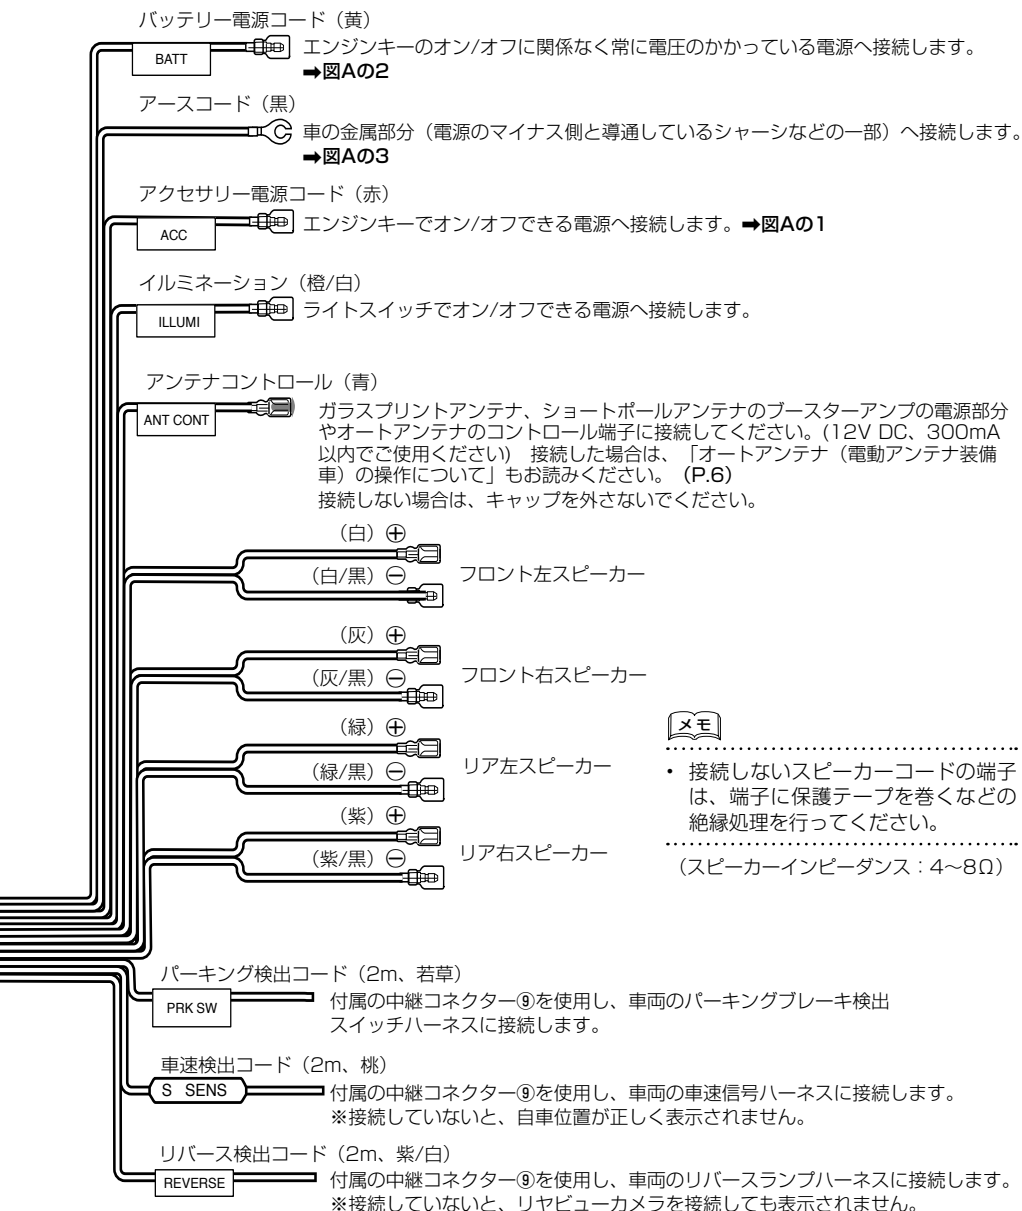 バッテリー電源コード（黄）
BATT
エンジンキーのオン/オフに関係なく常に電圧のかかっている電源へ接続します。
➡図Aの2
アースコード（黒）
車の金属部分（電源のマイナス側と導通しているシャーシなどの一部）へ接続します。
➡図Aの3
アクセサリー電源コード（赤）
ACC
エンジンキーでオン/オフできる電源へ接続します。➡図Aの1
イルミネーション（橙/白）
ILLUMI
ライトスイッチでオン/オフできる電源へ接続します。
アンテナコントロール（青）
ANT CONT
ガラスプリントアンテナ、ショートポールアンテナのブースターアンプの電源部分
やオートアンテナのコントロール端子に接続してください。(12V DC、300mA
以内でご使用ください)　接続した場合は、「オートアンテナ（電動アンテナ装備
車）の操作について」もお読みください。（P.6）
接続しない場合は、キャップを外さないでください。
（白）⊕
（白/黒）⊖
フロント左スピーカー
（灰）⊕
（灰/黒）⊖
フロント右スピーカー
（緑）⊕
（緑/黒）⊖
リア左スピーカー
（紫）⊕
（紫/黒）⊖
リア右スピーカー
メモ
• 接続しないスピーカーコードの端子
は、端子に保護テープを巻くなどの
絶縁処理を行ってください。
（スピーカーインピーダンス：4〜8Ω）
パーキング検出コード（2m、若草）
PRK SW
付属の中継コネクター⑨を使用し、車両のパーキングブレーキ検出
スイッチハーネスに接続します。
車速検出コード（2m、桃）
S SENS
付属の中継コネクター⑨を使用し、車両の車速信号ハーネスに接続します。
※接続していないと、自車位置が正しく表示されません。
リバース検出コード（2m、紫/白）
REVERSE
付属の中継コネクター⑨を使用し、車両のリバースランプハーネスに接続します。
※接続していないと、リヤビューカメラを接続しても表示されません。